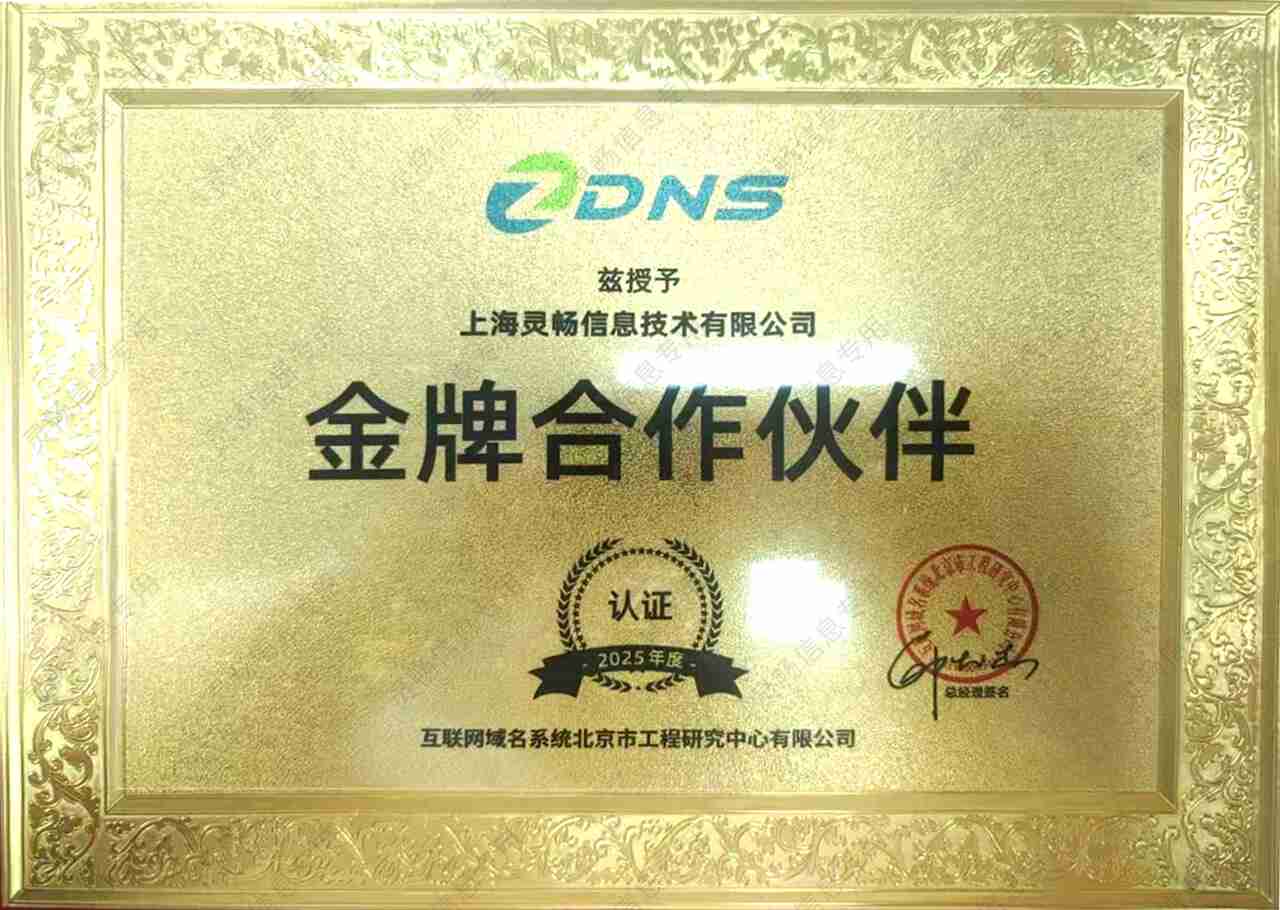 ZDNS
兹授予
上海灵畅信息技术有限公司
金牌合作伙伴
认证
2025年度
总经理签名
互联网域名系统北京市工程研究中心有限公司